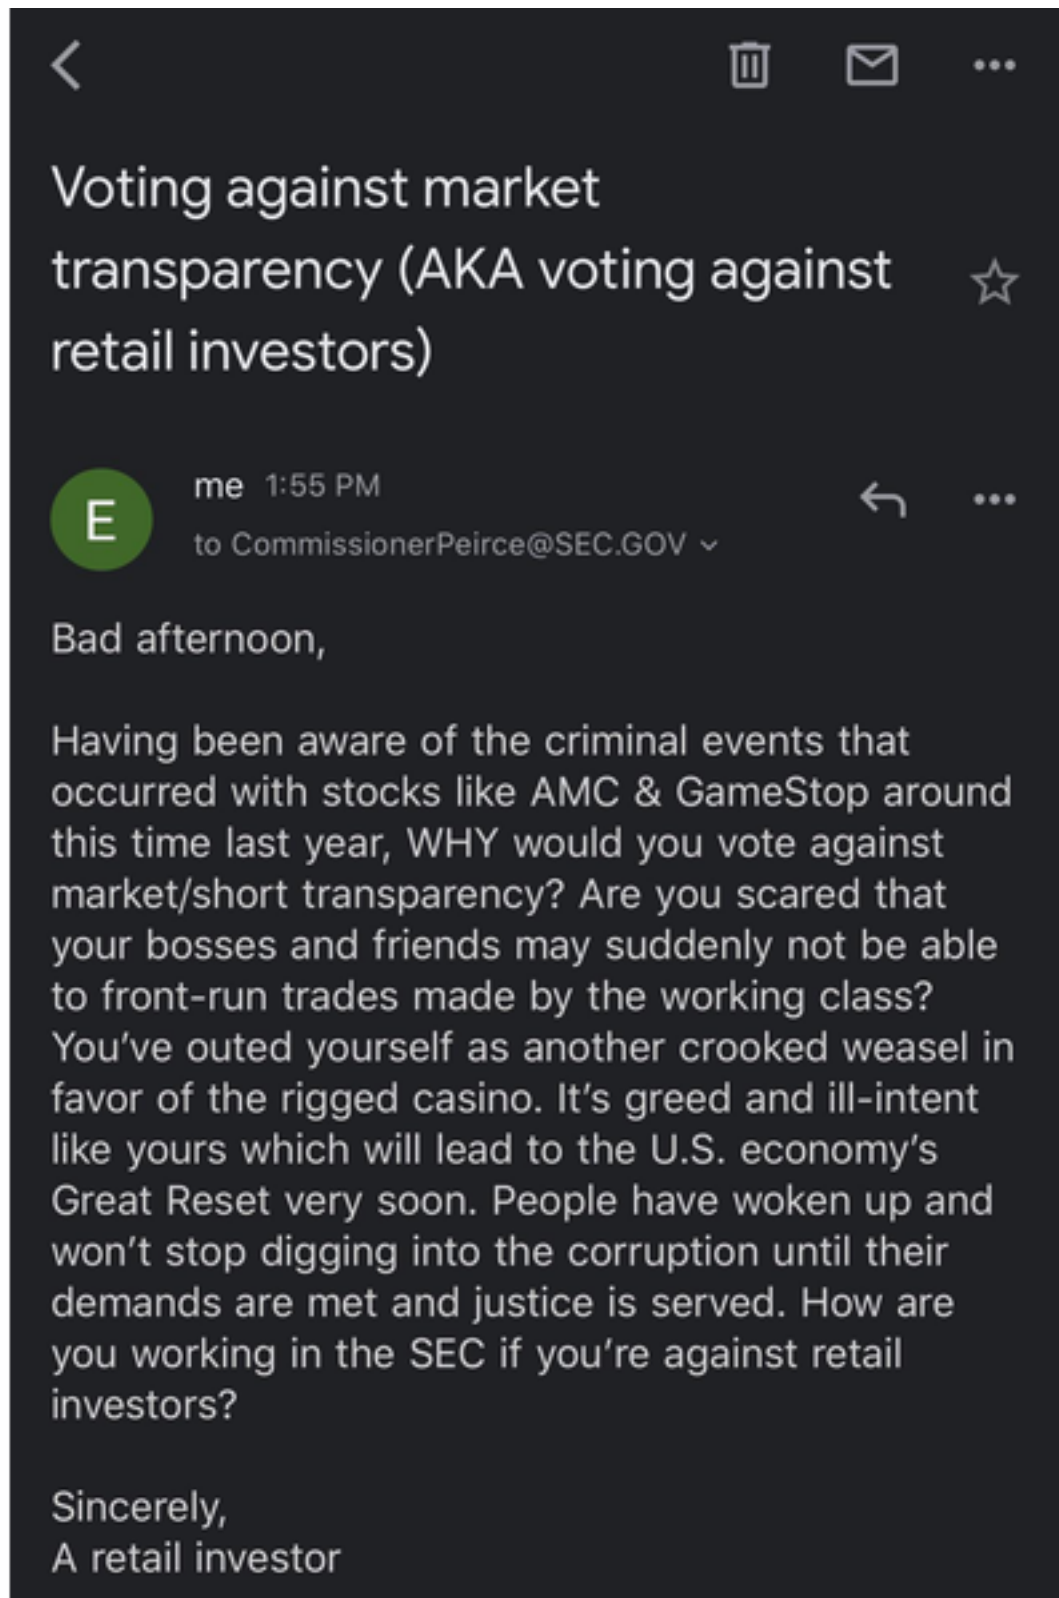 Voting against market
transparency (AKA voting against
retail investors)
E
me 1:55 PM
to CommissionerPeirce@SEC.GOV
Bad afternoon,
Having been aware of the criminal events that
occurred with stocks like AMC & GameStop around
this time last year, WHY would you vote against
market/short transparency? Are you scared that
your bosses and friends may suddenly not be able
to front-run trades made by the working class?
You’ve outed yourself as another crooked weasel in
favor of the rigged casino. It’s greed and ill-intent
like yours which will lead to the U.S. economy’s
Great Reset very soon. People have woken up and
won’t stop digging into the corruption until their
demands are met and justice is served. How are
you working in the SEC if you’re against retail
investors?
Sincerely,
A retail investor